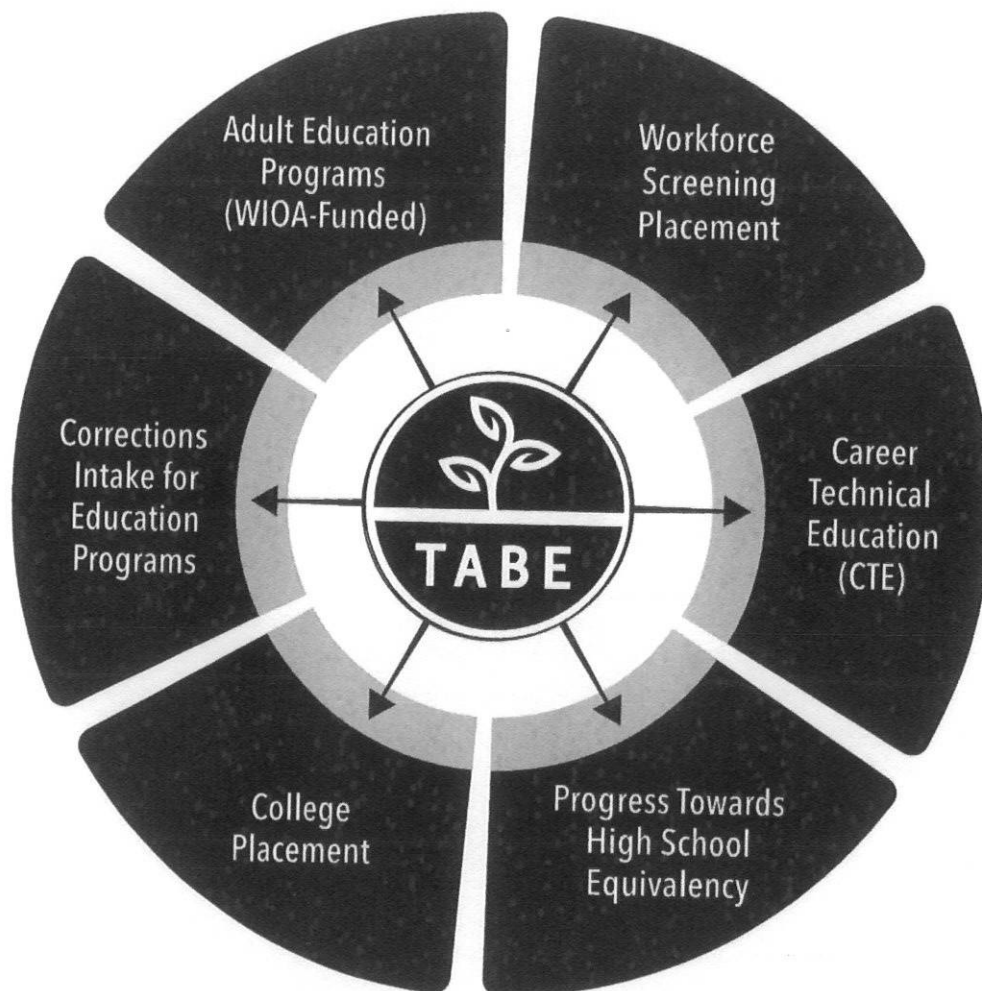 Adult Education
Programs
(WIOA-Funded)
Workforce
Screening
Placement
Corrections
Intake for
Education
Programs
TABE
Career
Technical
Education
(CTE)
College
Placement
Progress Towards
High School
Equivalency